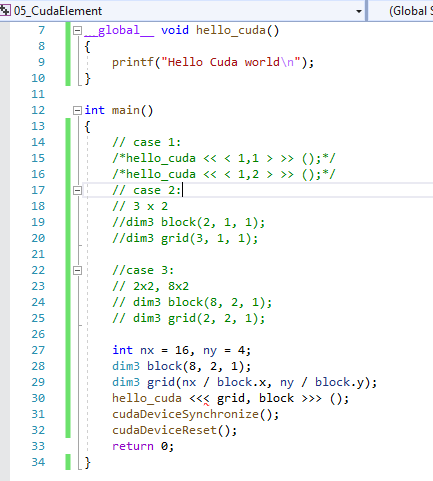 05_CudaElement (Global S
7 __global__ void hello_cuda()
8 {
9 printf("Hello Cuda world\n");
10 }
11
12 int main()
13 {
14 // case 1:
15 /*hello_cuda << < 1,1 > >> ();*/
16 /*hello_cuda << < 1,2 > >> ();*/
17 // case 2:
18 // 3 x 2
19 //dim3 block(2, 1, 1);
20 //dim3 grid(3, 1, 1);
21
22 //case 3:
23 // 2x2, 8x2
24 // dim3 block(8, 2, 1);
25 // dim3 grid(2, 2, 1);
26
27 int nx = 16, ny = 4;
28 dim3 block(8, 2, 1);
29 dim3 grid(nx / block.x, ny / block.y);
30 hello_cuda <<< grid, block >>> ();
31 cudaDeviceSynchronize();
32 cudaDeviceReset();
33 return 0;
34 }